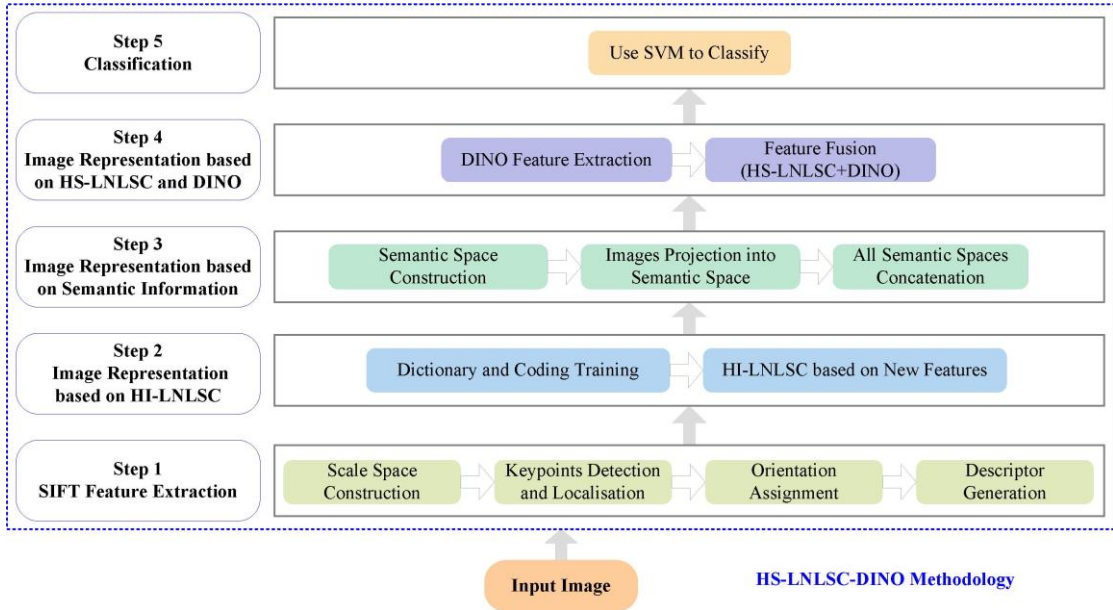 Step 5
Classification
Use SVM to Classify
Step 4
Image Representation based
on HS-LNLSC and DINO
DINO Feature Extraction
Feature Fusion
(HS-LNLSC+DINO)
Step 3
Image Representation based
on Semantic Information
Semantic Space
Construction
Images Projection into
Semantic Space
All Semantic Spaces
Concatenation
Step 2
Image Representation
based on HI-LNLSC
Dictionary and Coding Training
HI-LNLSC based on New Features
Step 1
SIFT Feature Extraction
Scale Space
Construction
Keypoints Detection
and Localisation
Orientation
Assignment
Descriptor
Generation
Input Image
HS-LNLSC-DINO Methodology